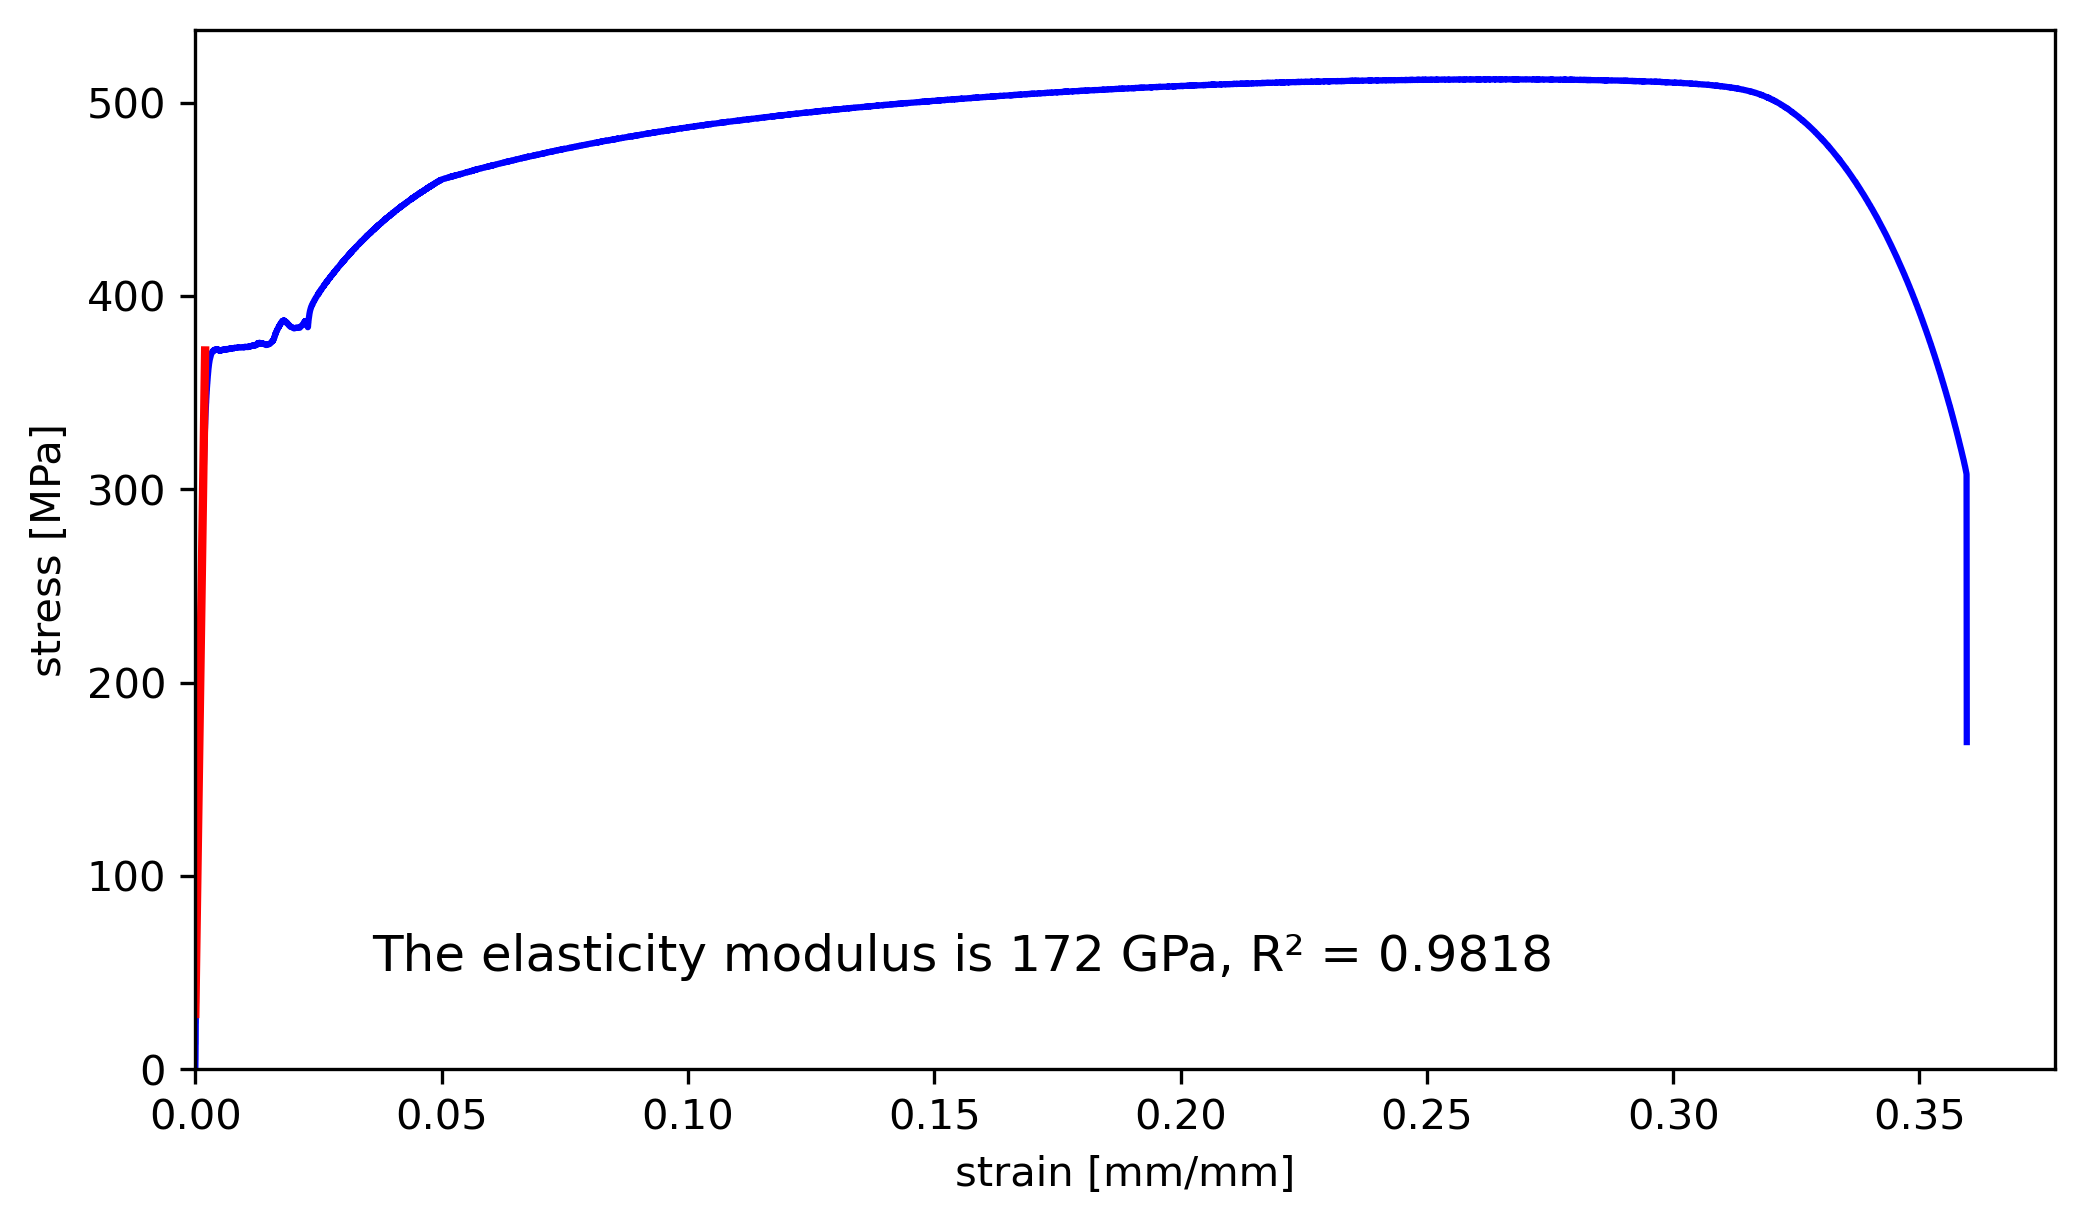 500
400
300
200
100
0
stress [MPa]
The elasticity modulus is 172 GPa, R² = 0.9818
0.00 0.05 0.10 0.15 0.20 0.25 0.30 0.35
strain [mm/mm]